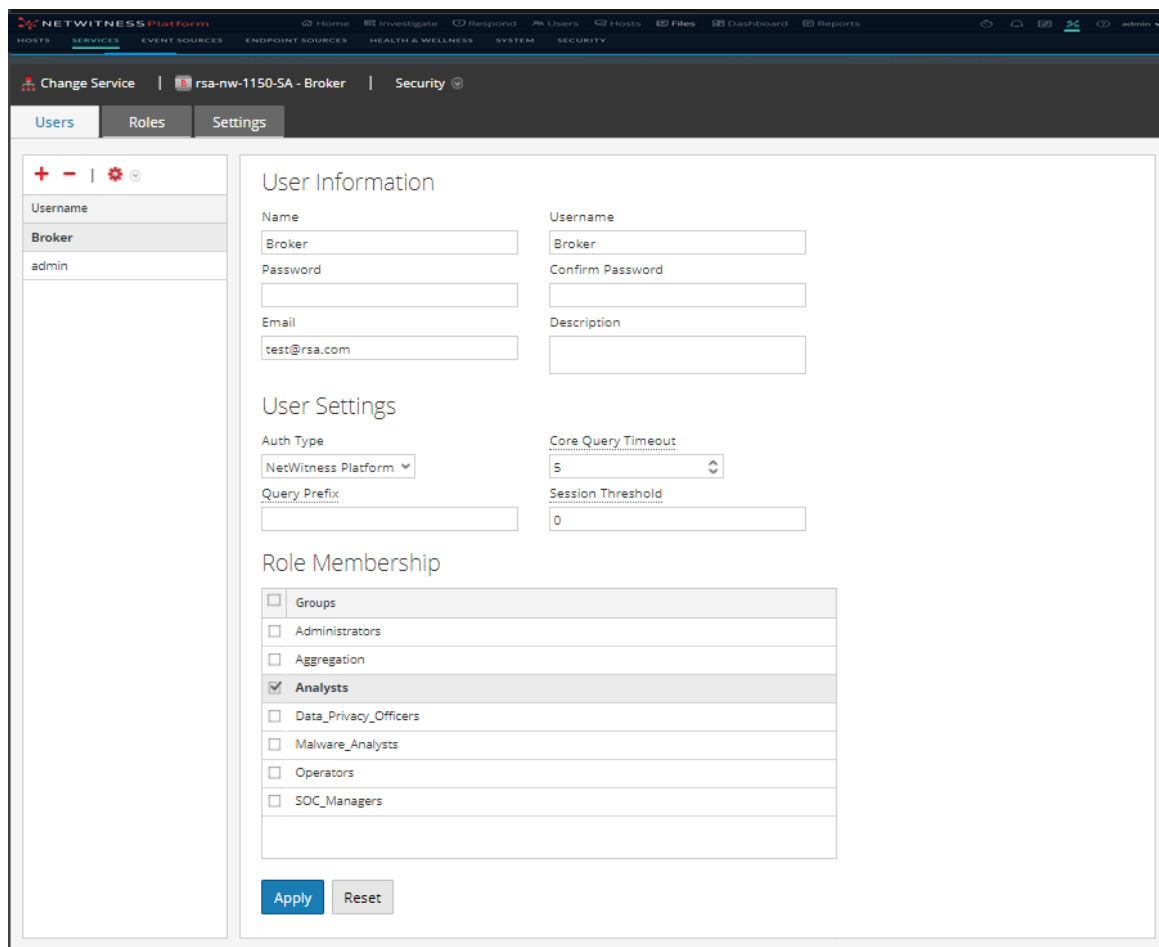 NETWITNESS Platform Home Investigate Respond Users Hosts Files Dashboard Reports admin
HOSTS SERVICES EVENT SOURCES ENDPOINT SOURCES HEALTH & WELLNESS SYSTEM SECURITY
Change Service | rsa-nw-1150-SA - Broker | Security
Users Roles Settings
Username
Broker
admin
User Information
Name Username
Broker Broker
Password Confirm Password
Email Description
test@rsa.com
User Settings
Auth Type Core Query Timeout
NetWitness Platform 5
Query Prefix Session Threshold
0
Role Membership
Groups
Administrators
Aggregation
Analysts
Data_Privacy_Officers
Malware_Analysts
Operators
SOC_Managers
Apply Reset